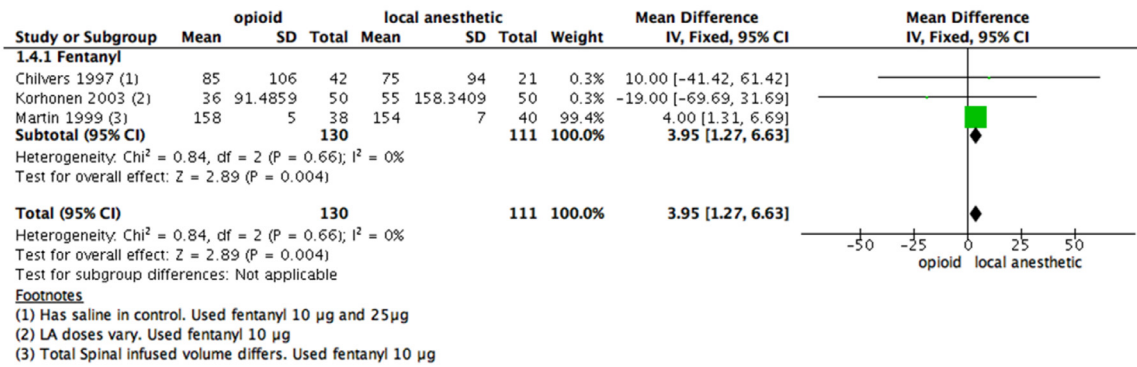 opioid local anesthetic Mean Difference Mean Difference
Study or Subgroup Mean SD Total Mean SD Total Weight IV, Fixed, 95% CI IV, Fixed, 95% CI
1.4.1 Fentanyl
Chilvers 1997 (1) 85 106 42 75 94 21 0.3% 10.00 [-41.42, 61.42]
Korhonen 2003 (2) 36 91.4859 50 55 158.3409 50 0.3% -19.00 [-69.69, 31.69]
Martin 1999 (3) 158 5 38 154 7 40 99.4% 4.00 [1.31, 6.69]
Subtotal (95% CI) 130 111 100.0% 3.95 [1.27, 6.63]
Heterogeneity: Chi² = 0.84, df = 2 (P = 0.66); I² = 0%
Test for overall effect: Z = 2.89 (P = 0.004)
Total (95% CI) 130 111 100.0% 3.95 [1.27, 6.63]
Heterogeneity: Chi² = 0.84, df = 2 (P = 0.66); I² = 0%
Test for overall effect: Z = 2.89 (P = 0.004)
Test for subgroup differences: Not applicable
-50 -25 0 25 50
opioid local anesthetic
Footnotes
(1) Has saline in control. Used fentanyl 10 µg and 25µg
(2) LA doses vary. Used fentanyl 10 µg
(3) Total Spinal infused volume differs. Used fentanyl 10 µg